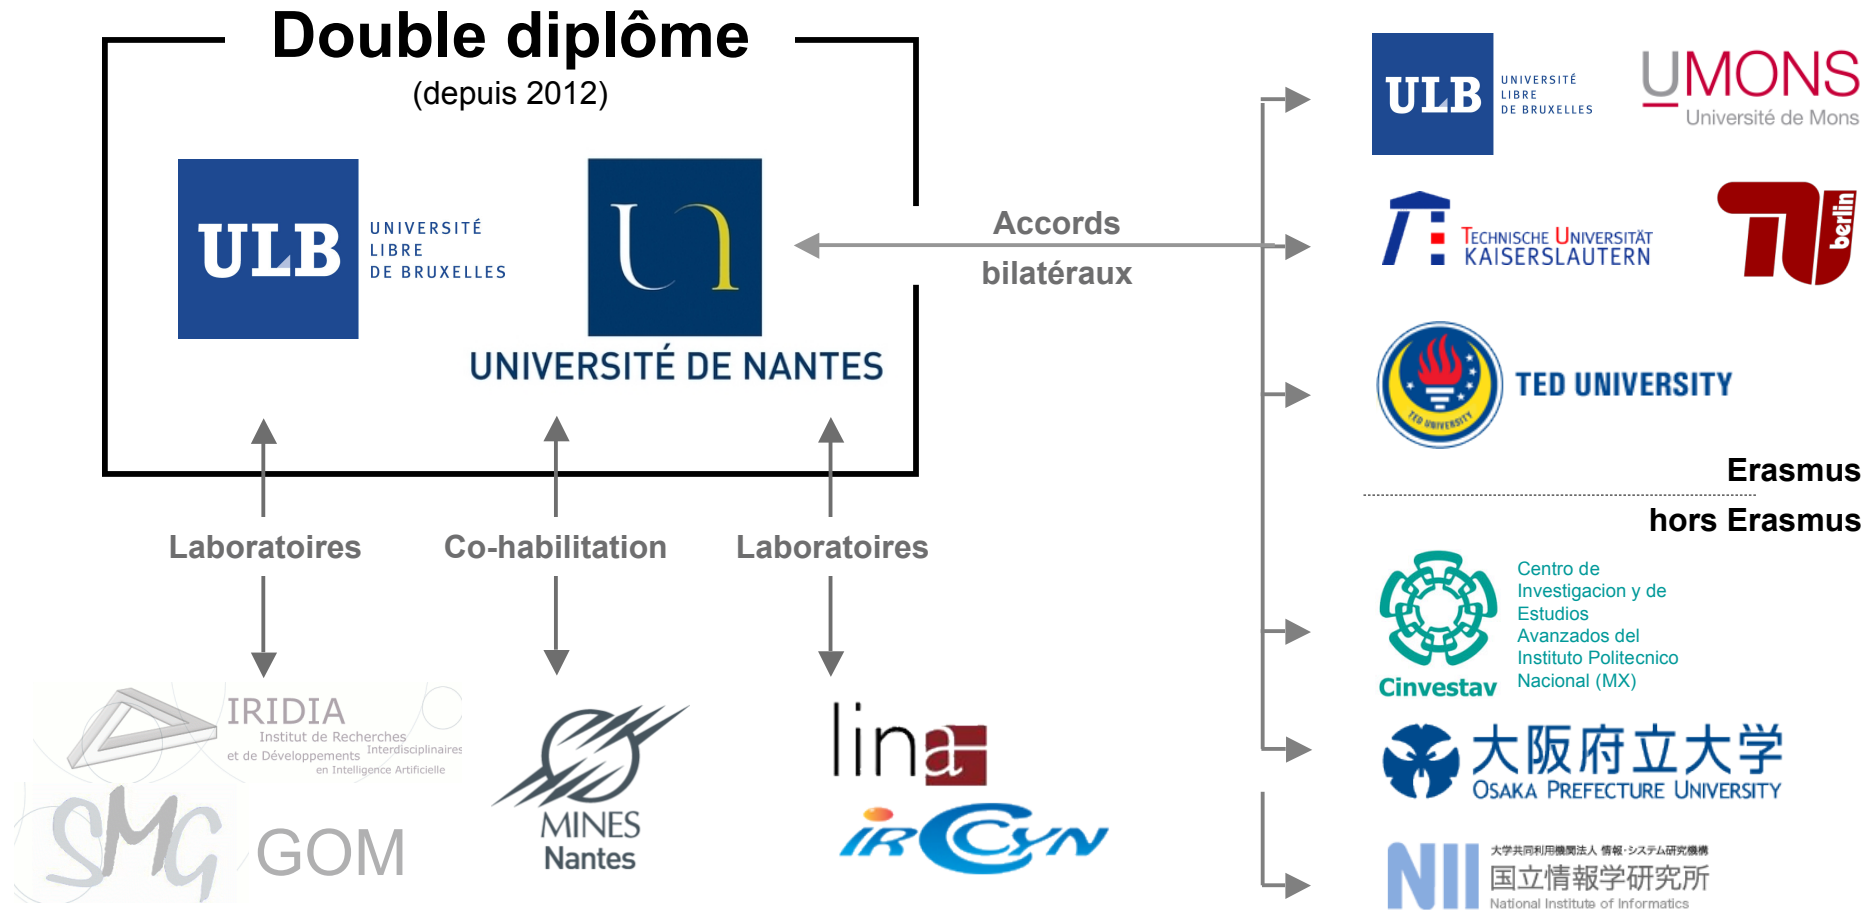 Double diplôme
(depuis 2012)
ULB
UNIVERSITÉ
LIBRE
DE BRUXELLES
UNIVERSITÉ DE NANTES
Accords
bilatéraux
Laboratoires
Co-habilitation
Laboratoires
IRIDIA
Institut de Recherches
et de Développements Interdisciplinaires
en Intelligence Artificielle
SMG
GOM
MINES
Nantes
lina
IRCCYN
ULB
UNIVERSITÉ
LIBRE
DE BRUXELLES
UMONS
Université de Mons
TECHNISCHE UNIVERSITÄT
KAISERSLAUTERN
TU berlin
TED UNIVERSITY
TED UNIVERSITY
Erasmus
hors Erasmus
Cinvestav
Centro de
Investigacion y de
Estudios
Avanzados del
Instituto Politecnico
Nacional (MX)
大阪府立大学
OSAKA PREFECTURE UNIVERSITY
NII
大学共同利用機関法人 情報・システム研究機構
国立情報学研究所
National Institute of Informatics